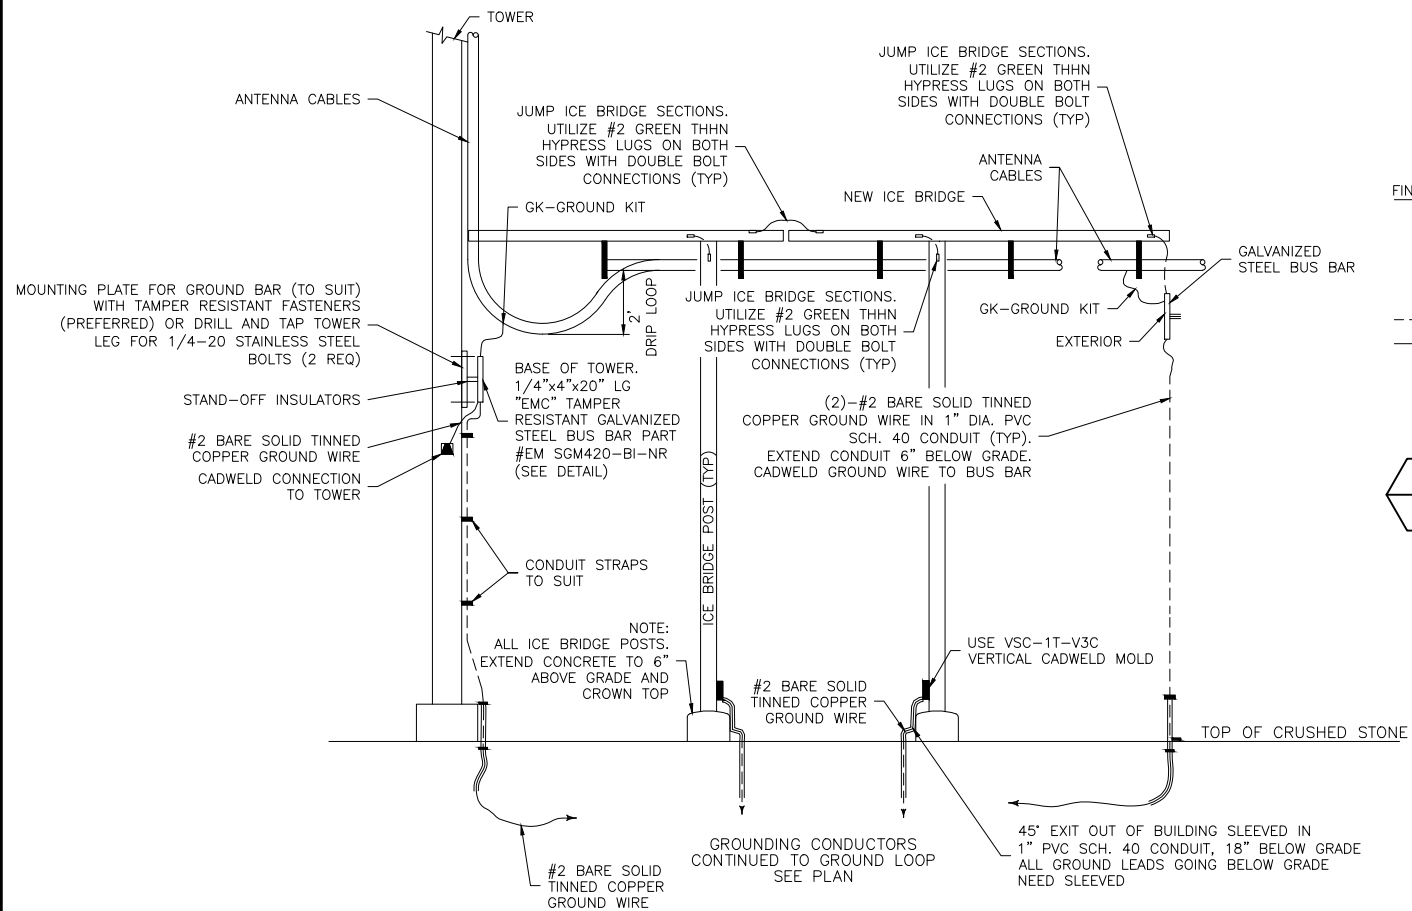 TOWER
ANTENNA CABLES
JUMP ICE BRIDGE SECTIONS.
UTILIZE #2 GREEN THHN
HYPRESS LUGS ON BOTH
SIDES WITH DOUBLE BOLT
CONNECTIONS (TYP)
JUMP ICE BRIDGE SECTIONS.
UTILIZE #2 GREEN THHN
HYPRESS LUGS ON BOTH
SIDES WITH DOUBLE BOLT
CONNECTIONS (TYP)
ANTENNA
CABLES
NEW ICE BRIDGE
GK-GROUND KIT
FIN
GALVANIZED
STEEL BUS BAR
MOUNTING PLATE FOR GROUND BAR (TO SUIT)
WITH TAMPER RESISTANT FASTENERS
(PREFERRED) OR DRILL AND TAP TOWER
LEG FOR 1/4-20 STAINLESS STEEL
BOLTS (2 REQ)
2'
DRIP LOOP
JUMP ICE BRIDGE SECTIONS.
UTILIZE #2 GREEN THHN
HYPRESS LUGS ON BOTH
SIDES WITH DOUBLE BOLT
CONNECTIONS (TYP)
GK-GROUND KIT
EXTERIOR
STAND-OFF INSULATORS
BASE OF TOWER.
1/4"x4"x20" LG
"EMC" TAMPER
RESISTANT GALVANIZED
STEEL BUS BAR PART
#EM SGM420-BI-NR
(SEE DETAIL)
#2 BARE SOLID TINNED
COPPER GROUND WIRE
CADWELD CONNECTION
TO TOWER
(2)-#2 BARE SOLID TINNED
COPPER GROUND WIRE IN 1" DIA. PVC
SCH. 40 CONDUIT (TYP).
EXTEND CONDUIT 6" BELOW GRADE.
CADWELD GROUND WIRE TO BUS BAR
ICE BRIDGE POST (TYP)
CONDUIT STRAPS
TO SUIT
NOTE:
ALL ICE BRIDGE POSTS.
EXTEND CONCRETE TO 6"
ABOVE GRADE AND
CROWN TOP
#2 BARE SOLID
TINNED COPPER
GROUND WIRE
USE VSC-1T-V3C
VERTICAL CADWELD MOLD
TOP OF CRUSHED STONE
GROUNDING CONDUCTORS
CONTINUED TO GROUND LOOP
SEE PLAN
45° EXIT OUT OF BUILDING SLEEVED IN
1" PVC SCH. 40 CONDUIT, 18" BELOW GRADE
ALL GROUND LEADS GOING BELOW GRADE
NEED SLEEVED
#2 BARE SOLID
TINNED COPPER
GROUND WIRE